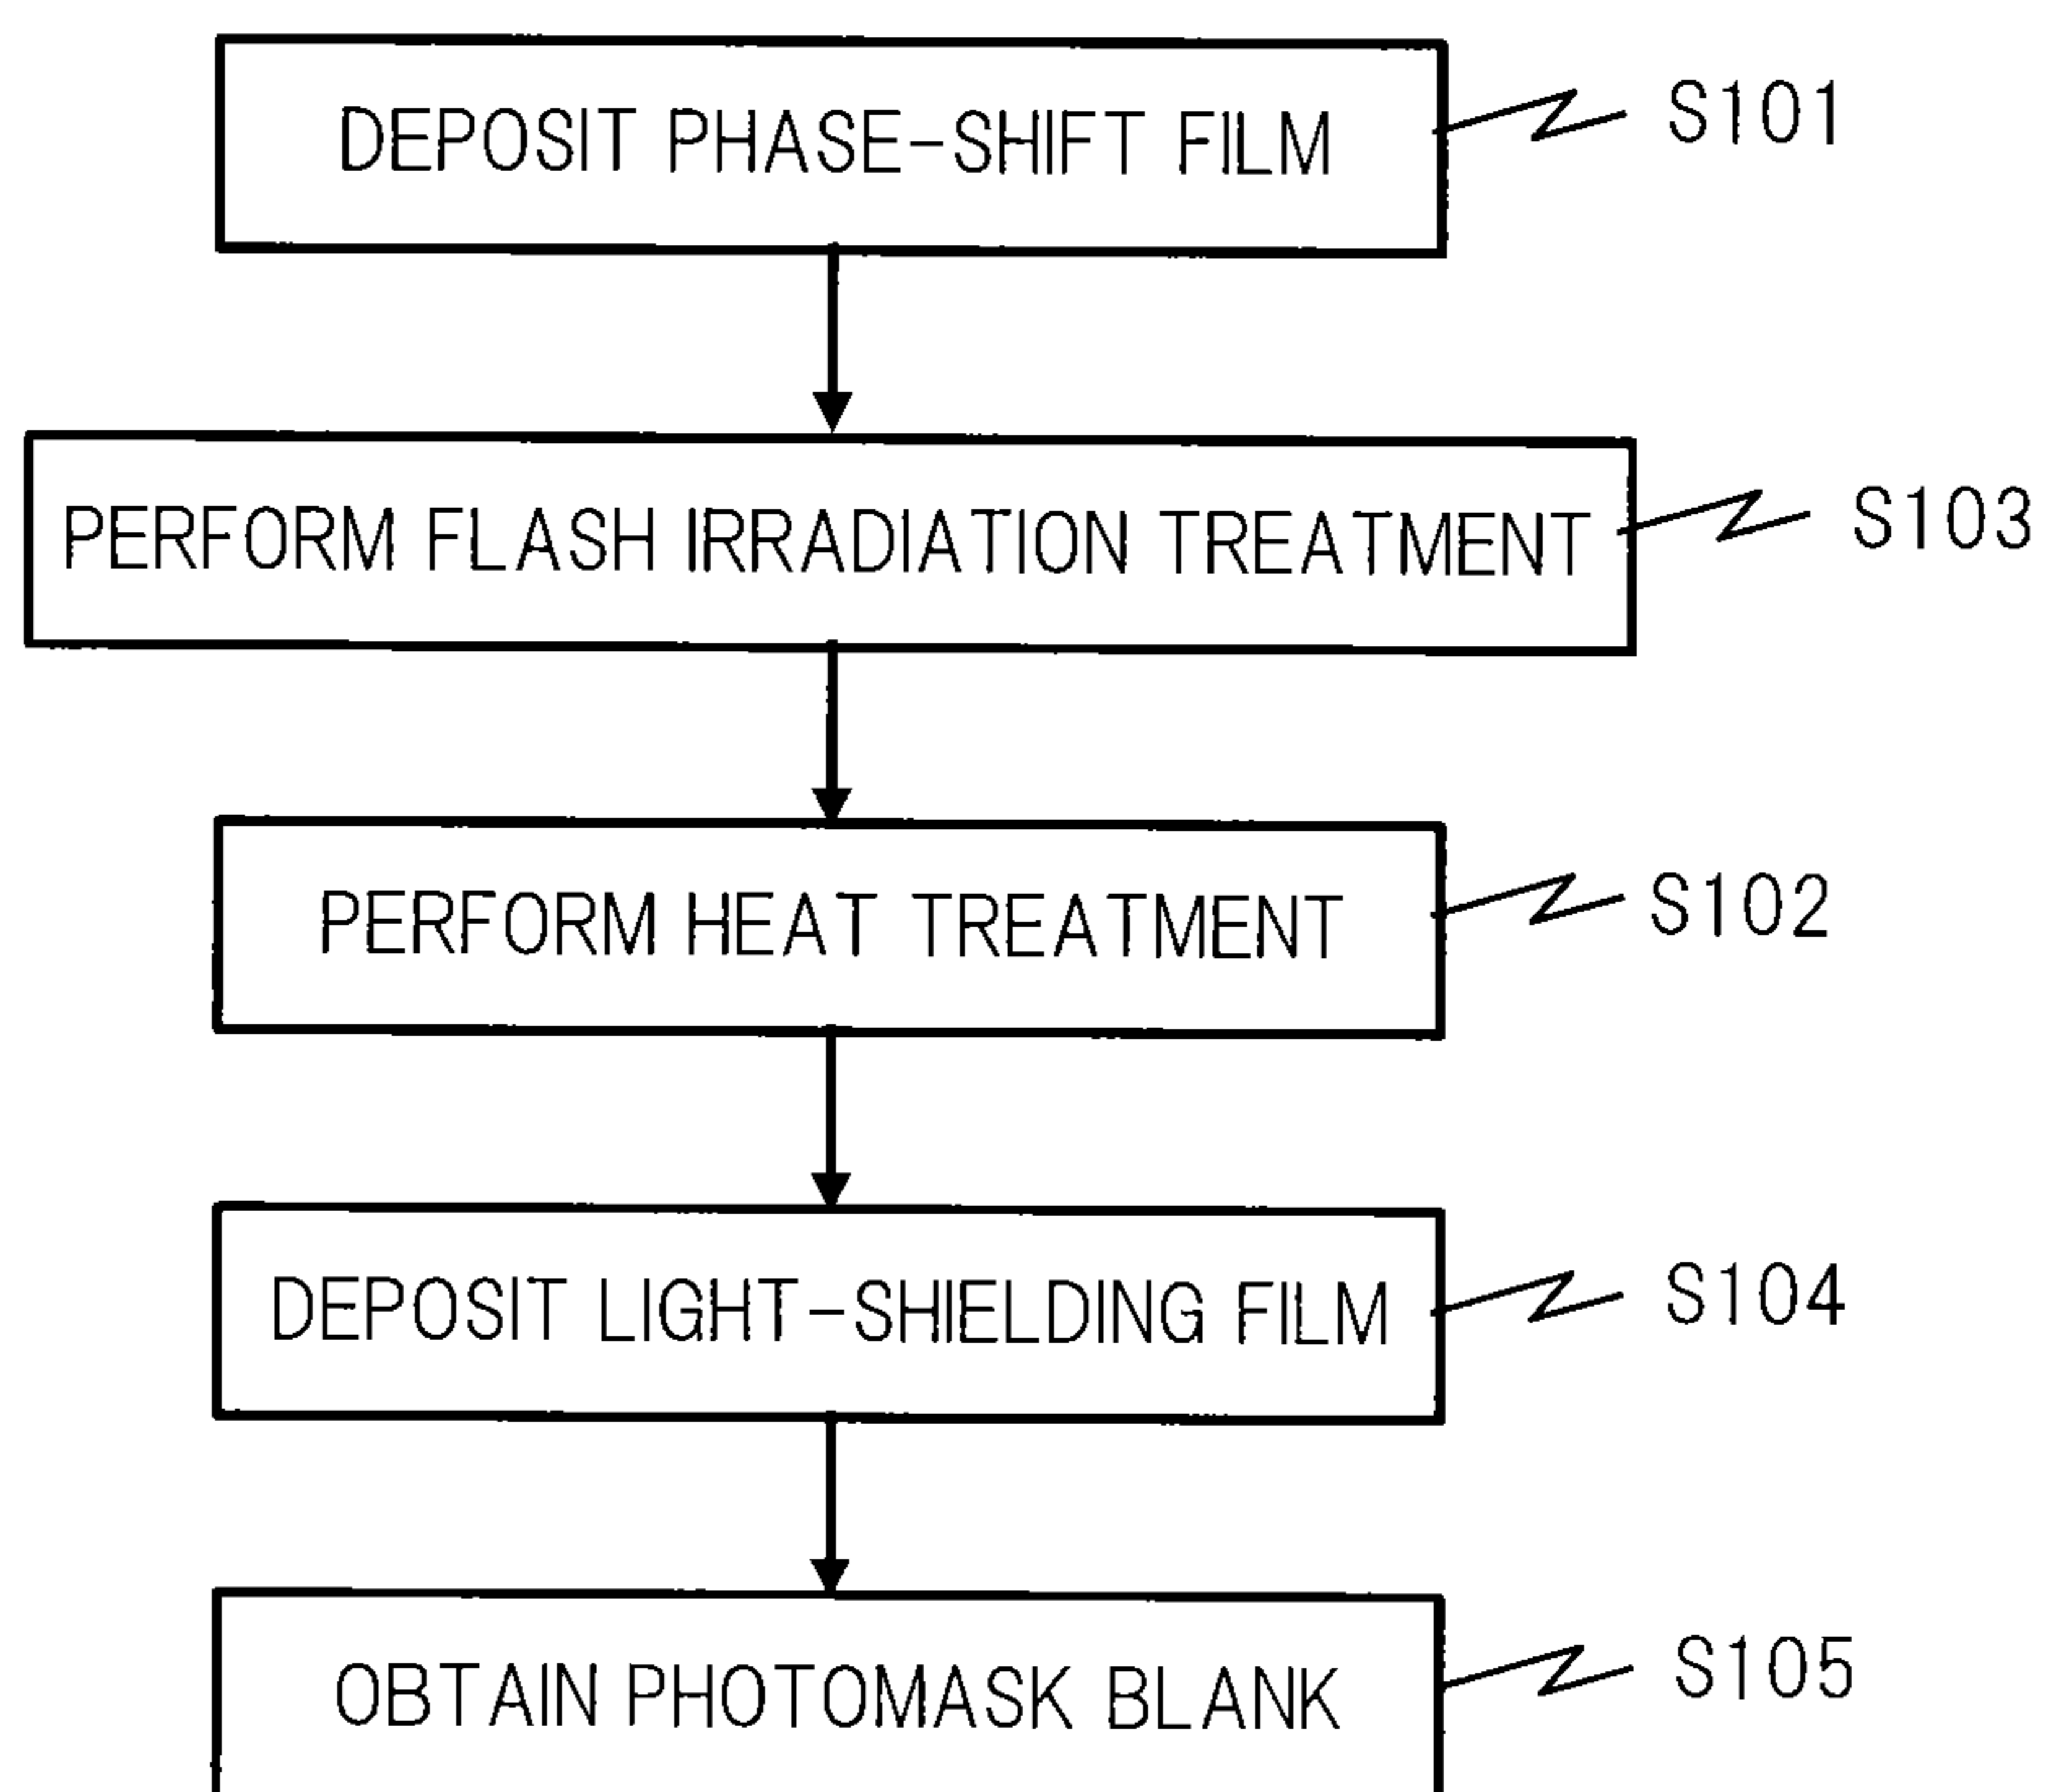 DEPOSIT PHASE-SHIFT FILM
S101
PERFORM FLASH IRRADIATION TREATMENT
S103
PERFORM HEAT TREATMENT
S102
DEPOSIT LIGHT-SHIELDING FILM
S104
OBTAIN PHOTOMASK BLANK
S105